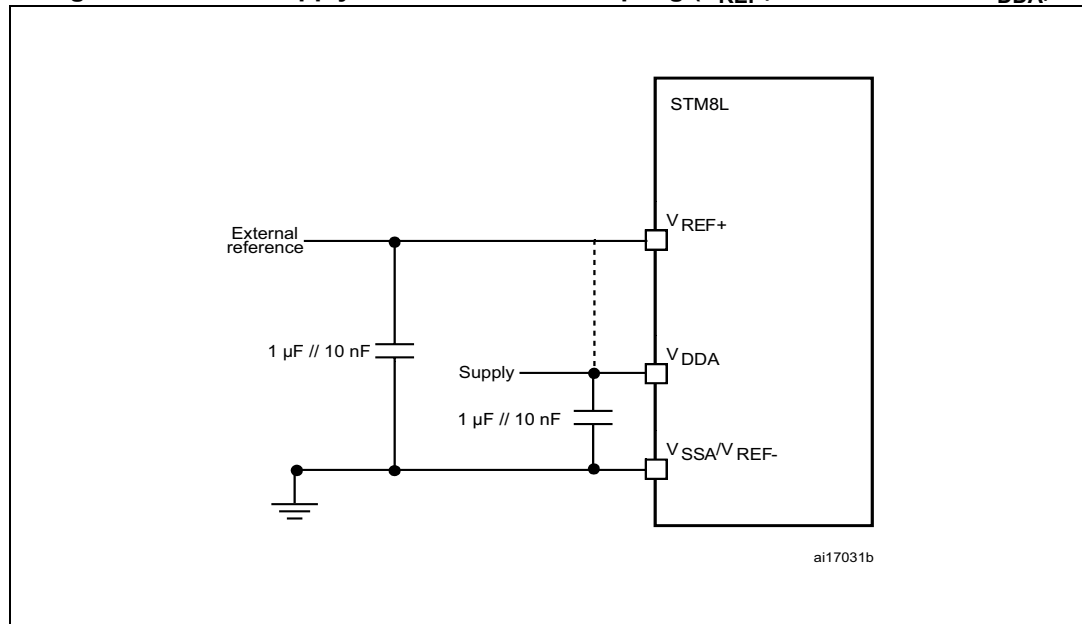 STM8L
VREF+
External
reference
1 µF // 10 nF
VDDA
Supply
1 µF // 10 nF
VSSA/VREF-
ai17031b